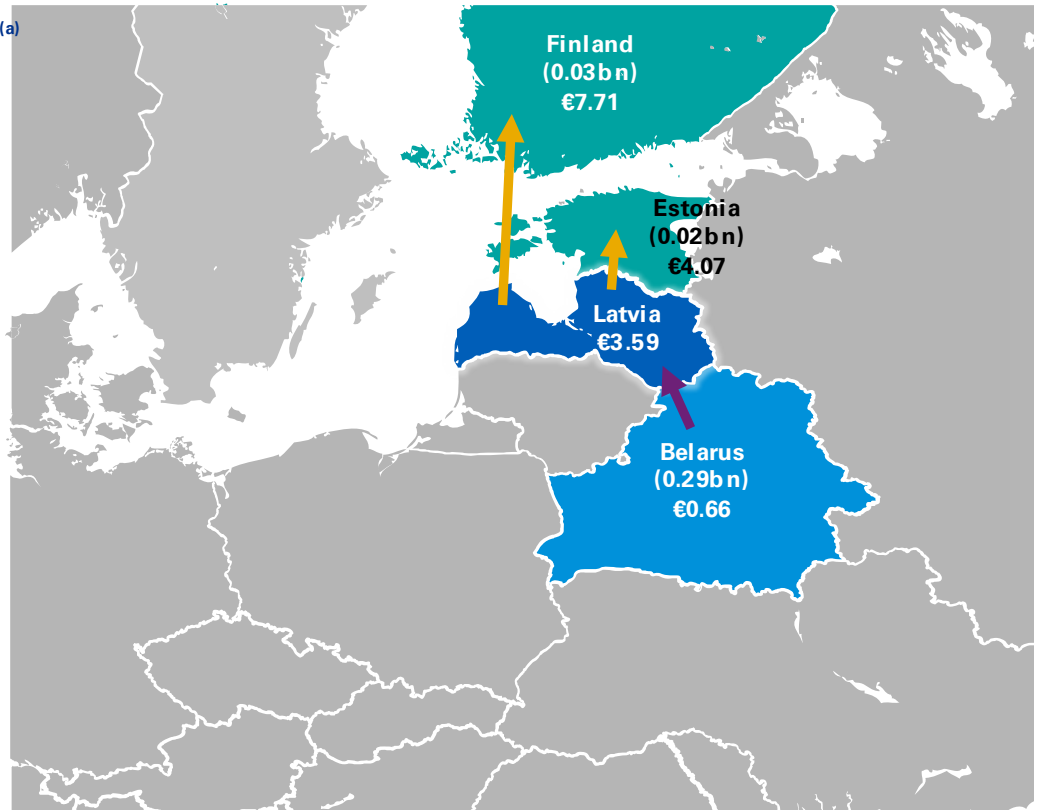 (a)
Finland
(0.03bn)
€7.71
Estonia
(0.02bn)
€4.07
Latvia
€3.59
Belarus
(0.29bn)
€0.66